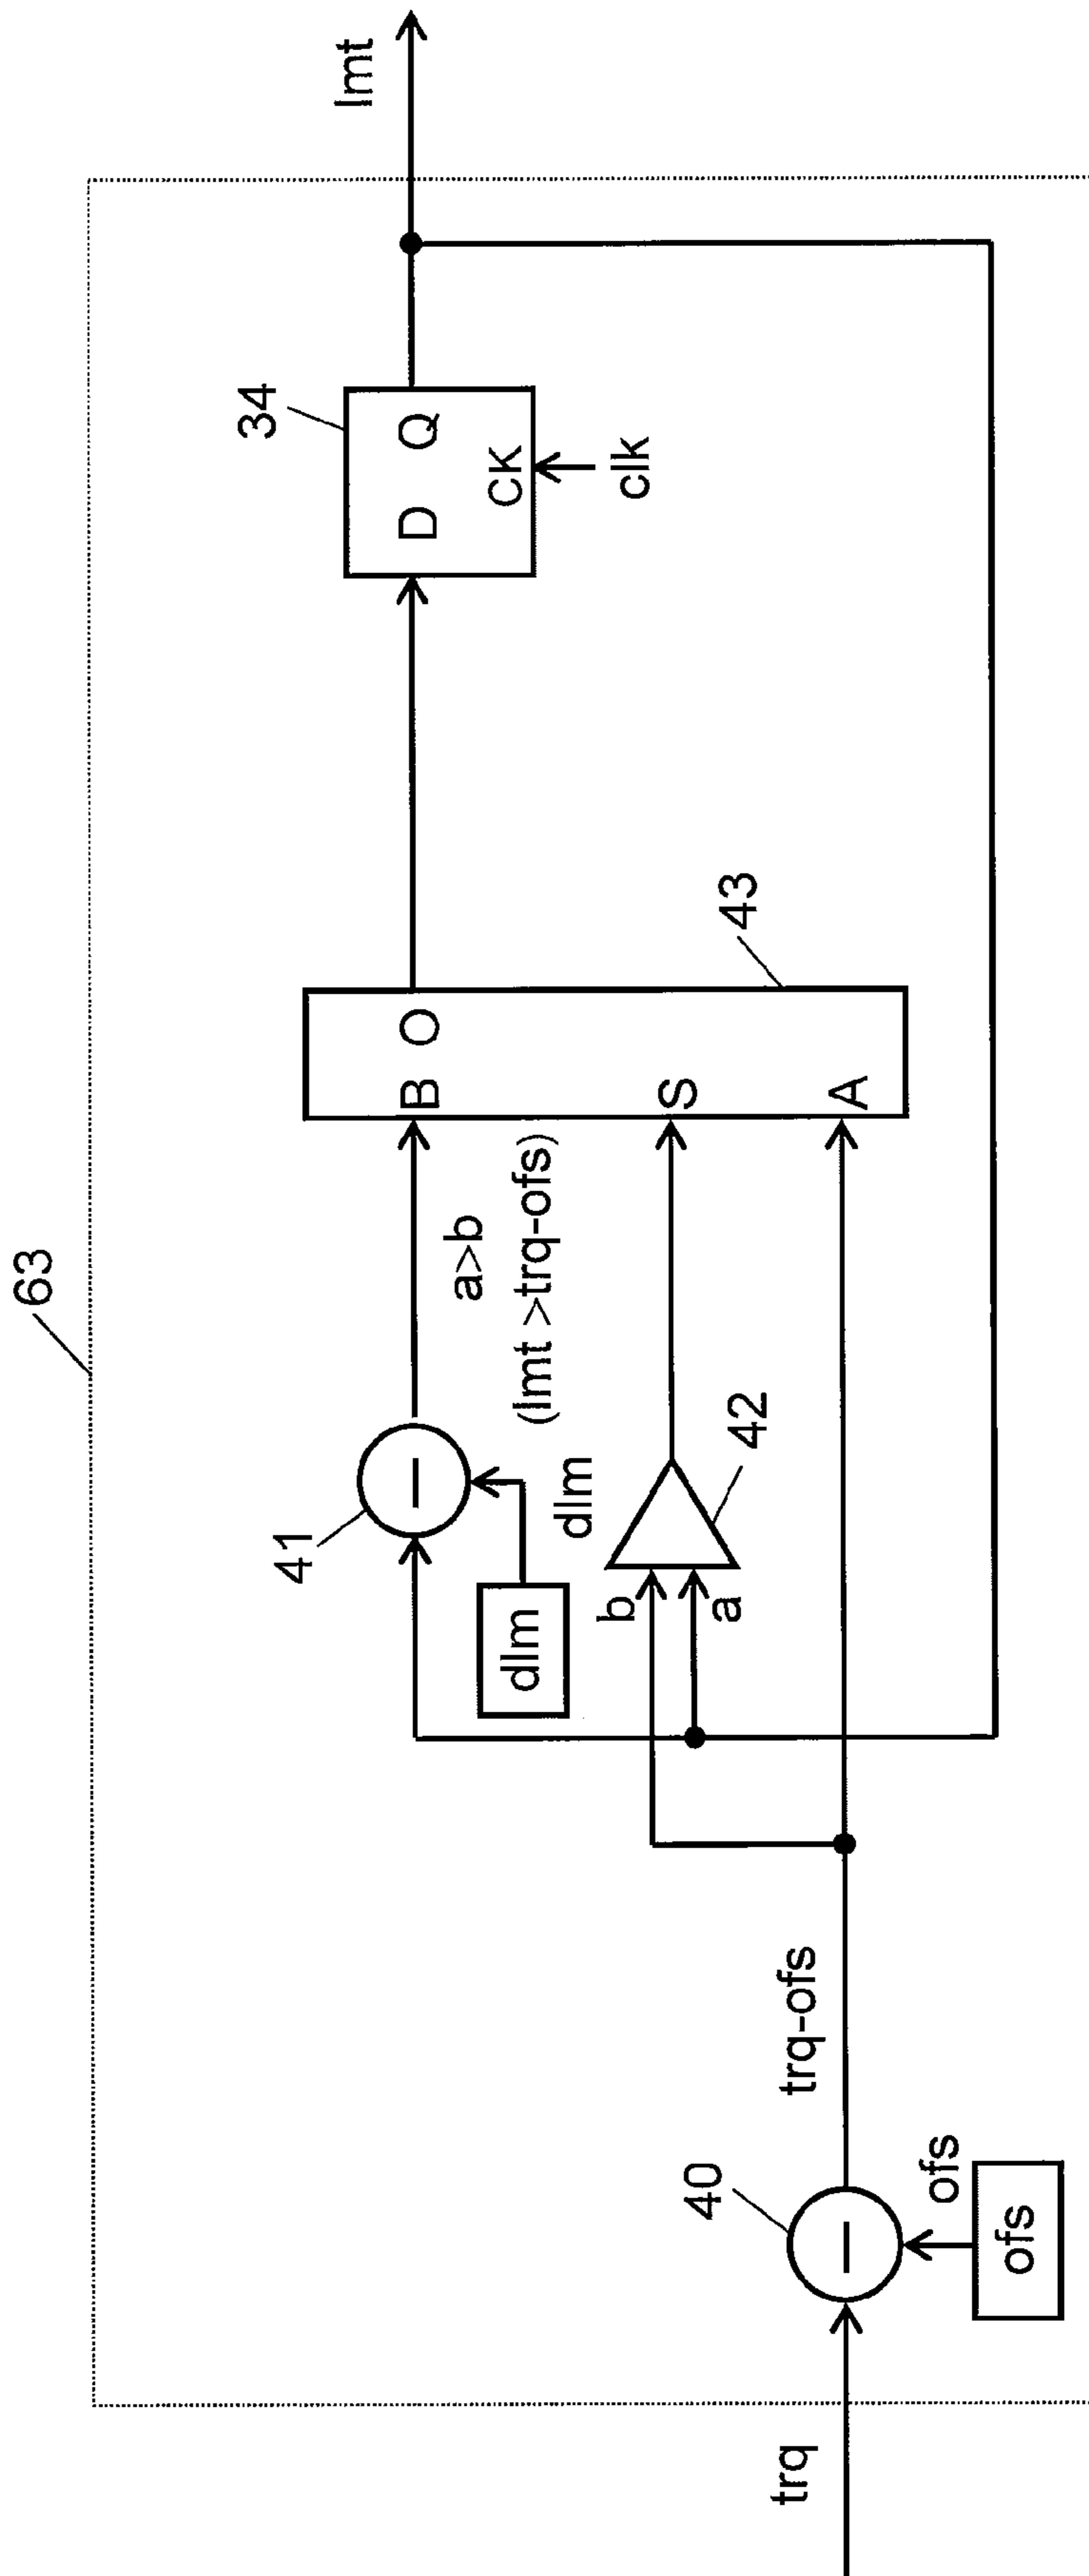 63
lmt
34
D Q
CK
clk
41
dlm
dlm
a>b
(lmt >trq-ofs)
B O
S
A
43
b
a
42
trq
40
trq-ofs
ofs
ofs